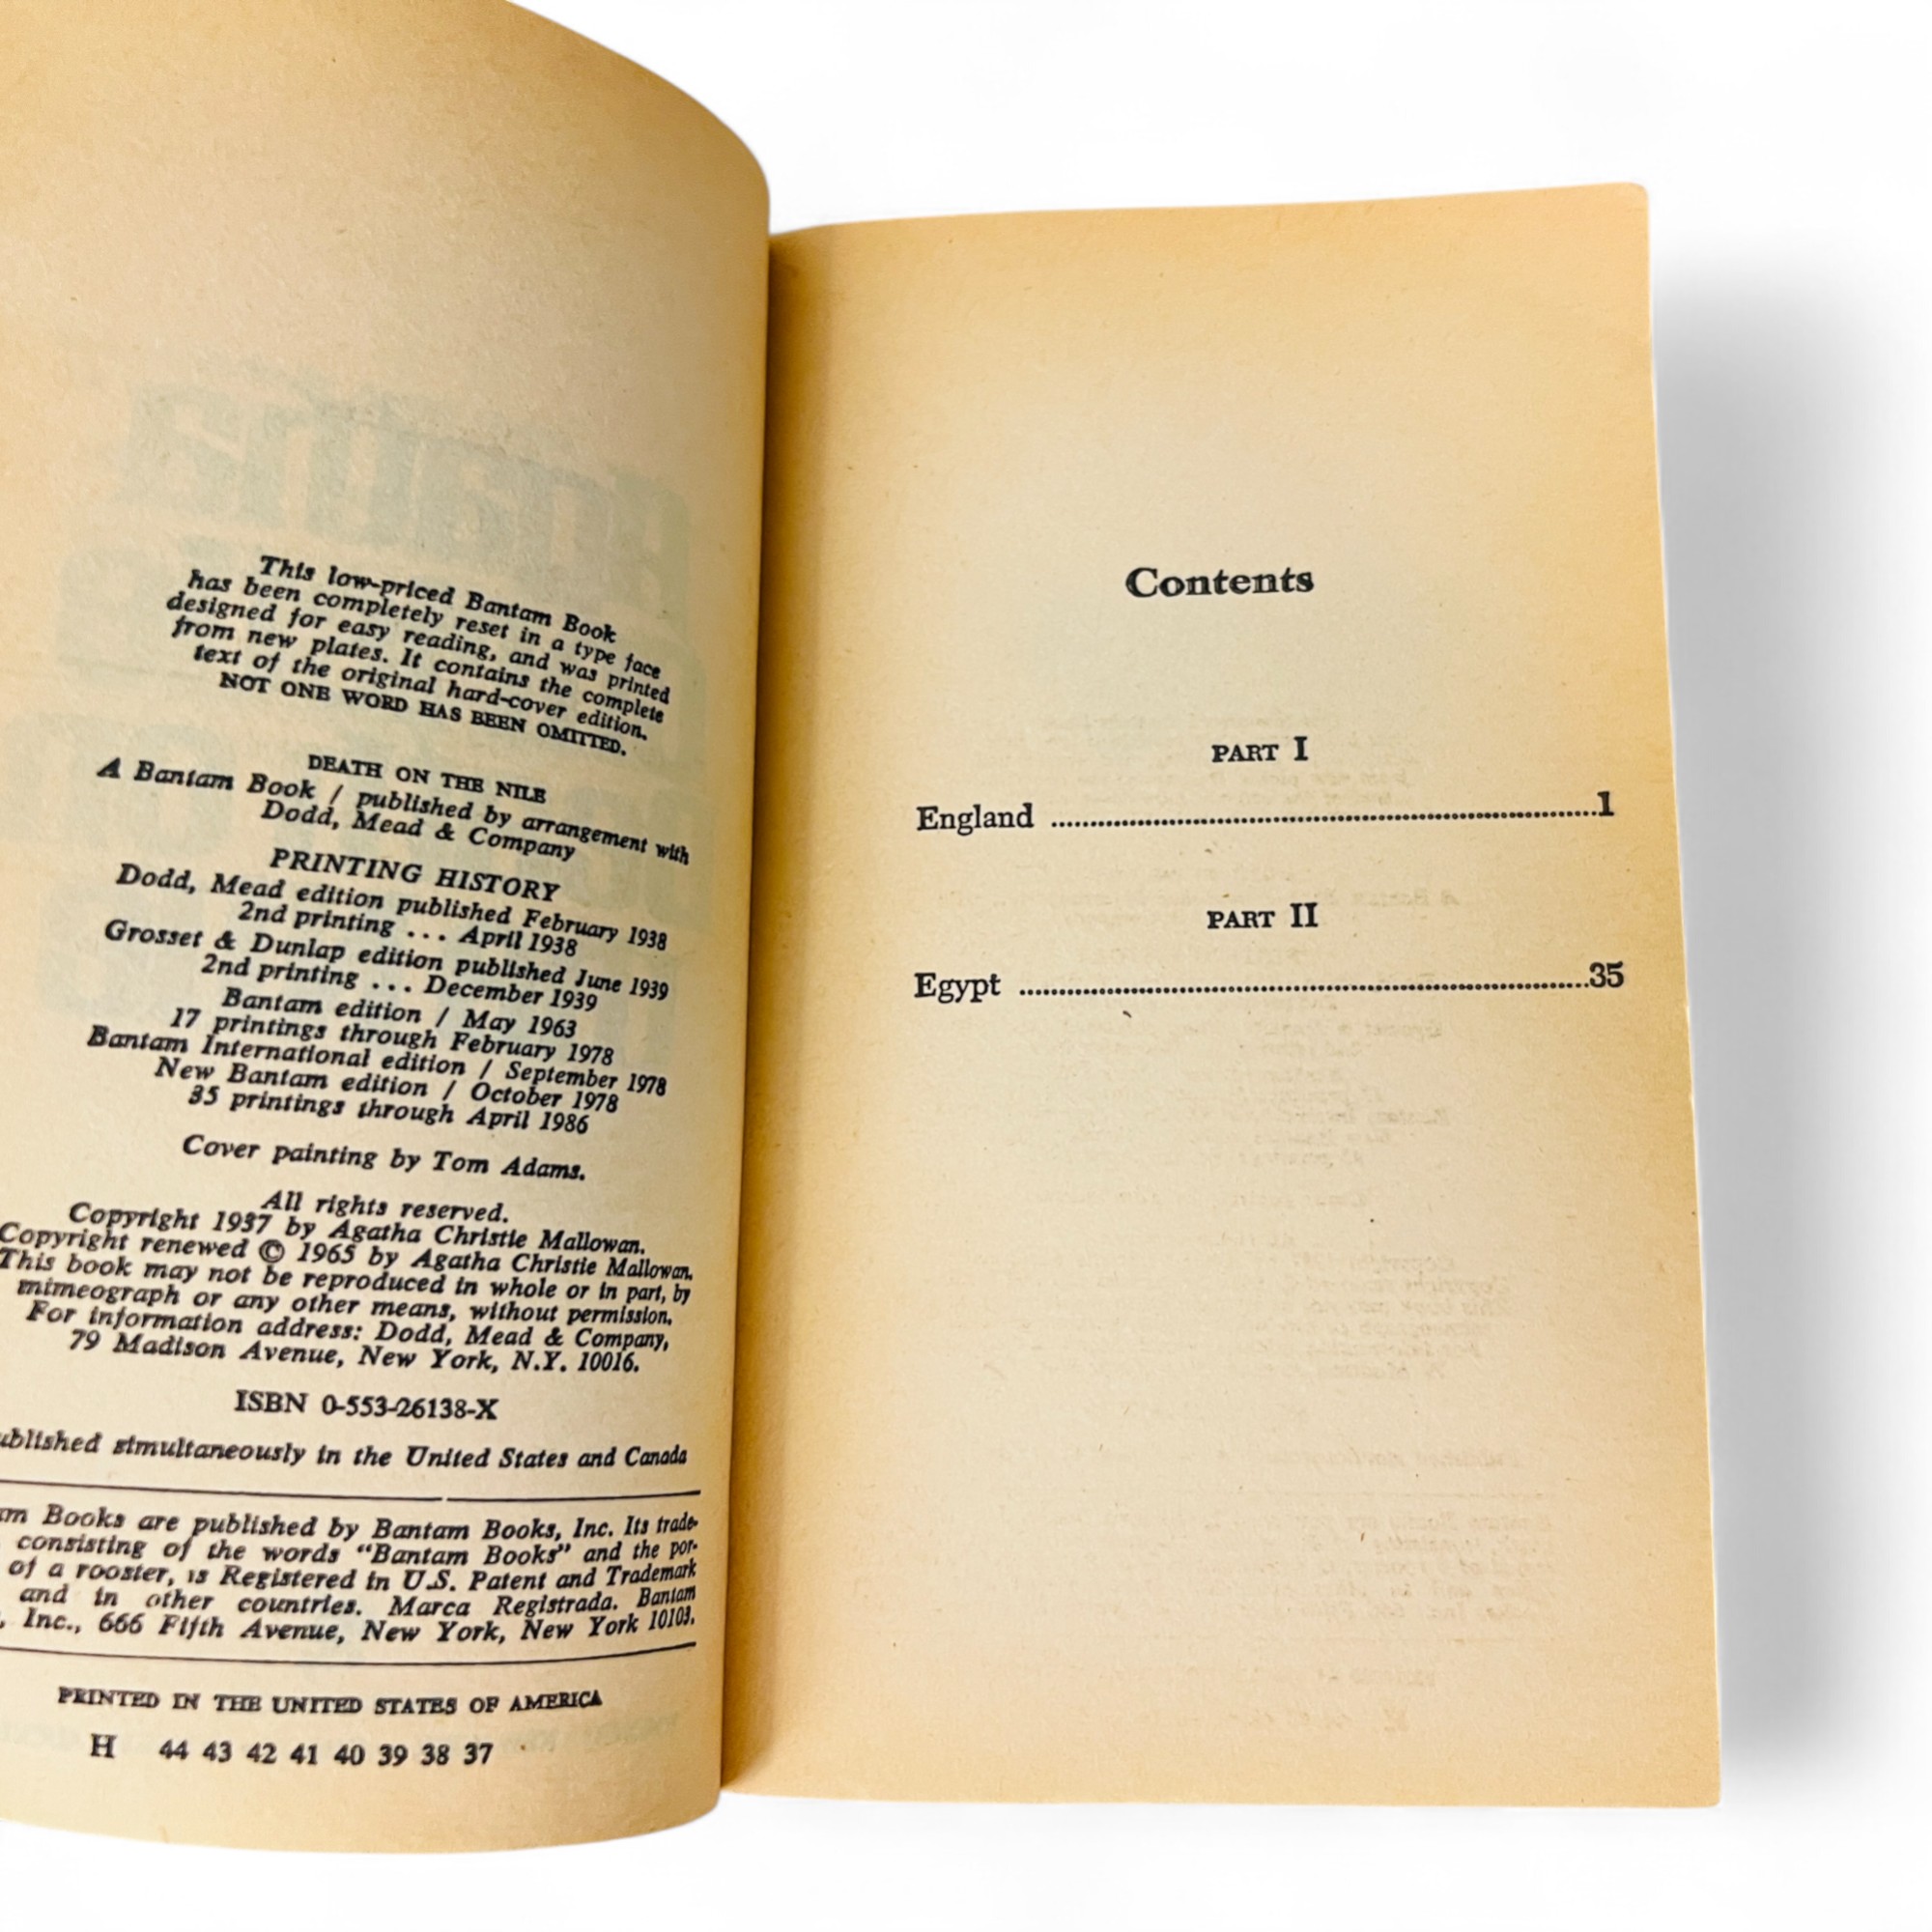 This low-priced Bantam Book
has been completely reset in a type face
designed for easy reading, and was printed
from new plates. It contains the complete
text of the original hard-cover edition.
NOT ONE WORD HAS BEEN OMITTED.
DEATH ON THE NILE
A Bantam Book / published by arrangement with
Dodd, Mead & Company
PRINTING HISTORY
Dodd, Mead edition published February 1938
2nd printing ... April 1938
Grosset & Dunlap edition published June 1939
2nd printing ... December 1939
Bantam edition / May 1963
17 printings through February 1978
Bantam International edition / September 1978
New Bantam edition / October 1978
35 printings through April 1986
Cover painting by Tom Adams.
All rights reserved.
Copyright 1937 by Agatha Christie Mallowan.
Copyright renewed © 1965 by Agatha Christie Mallowan.
This book may not be reproduced in whole or in part, by
mimeograph or any other means, without permission.
For information address: Dodd, Mead & Company,
79 Madison Avenue, New York, N.Y. 10016.
ISBN 0-553-26138-X
ublished simultaneously in the United States and Canada
m Books are published by Bantam Books, Inc. Its trade-
consisting of the words "Bantam Books" and the por-
of a rooster, is Registered in U.S. Patent and Trademark
and in other countries. Marca Registrada. Bantam
, Inc., 666 Fifth Avenue, New York, New York 10103.
PRINTED IN THE UNITED STATES OF AMERICA
H 44 43 42 41 40 39 38 37
Contents
PART I
England ........................................................................1
PART II
Egypt ...........................................................................35